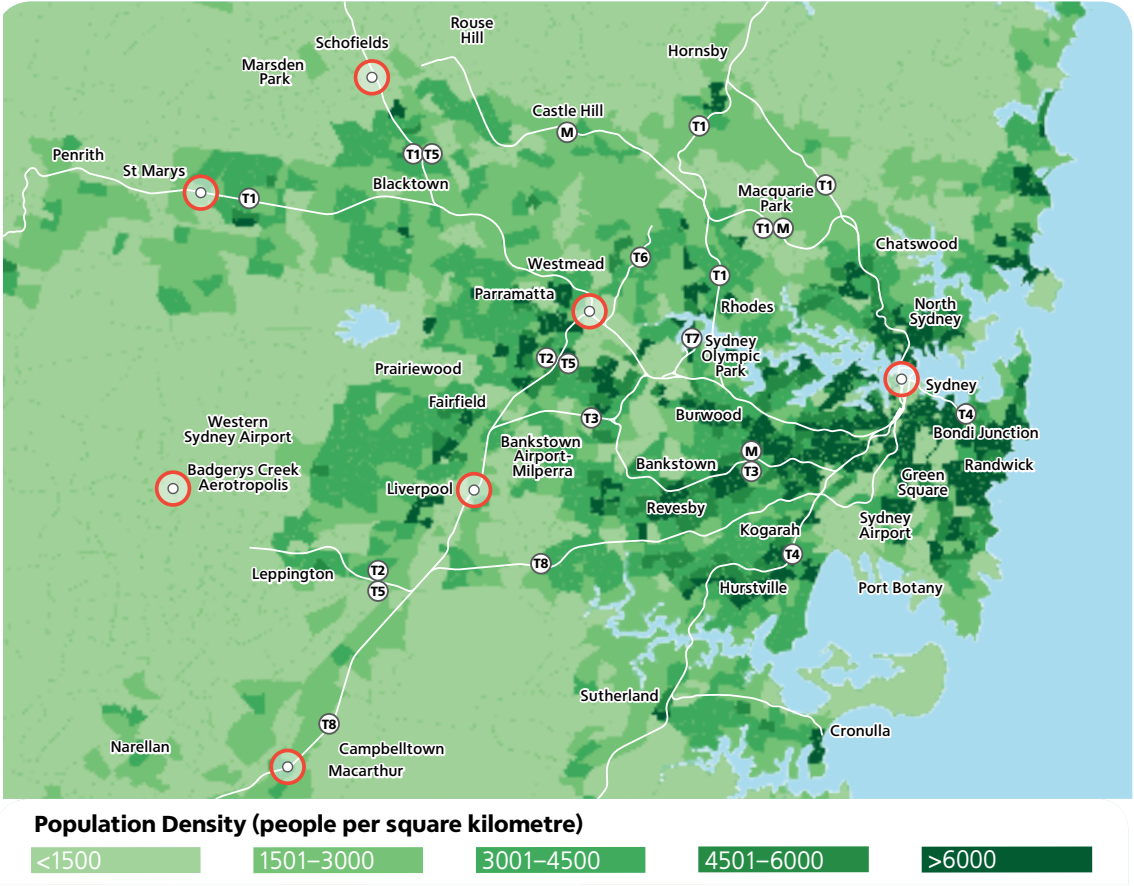 Rouse
Hill
Schofields
Hornsby
Marsden
Park
Castle Hill
M
T1
T1 T5
Penrith
St Marys
T1
Blacktown
Macquarie
Park
T1
T1 M
Chatswood
Westmead
T6
Parramatta
T1
Rhodes
North
Sydney
T7
Sydney
Olympic
Park
T2
T5
Prairiewood
Sydney
Fairfield
T3
Burwood
T4
Bondi Junction
Western
Sydney Airport
Bankstown
Airport-
Milperra
M
T3
Bankstown
Randwick
Badgerys Creek
Aerotropolis
Liverpool
Green
Square
Revesby
Sydney
Airport
Kogarah
T4
T8
Leppington
T2
T5
Hurstville
Port Botany
Sutherland
T8
Cronulla
Narellan
Campbelltown
Macarthur
Population Density (people per square kilometre)
<1500
1501–3000
3001–4500
4501–6000
>6000